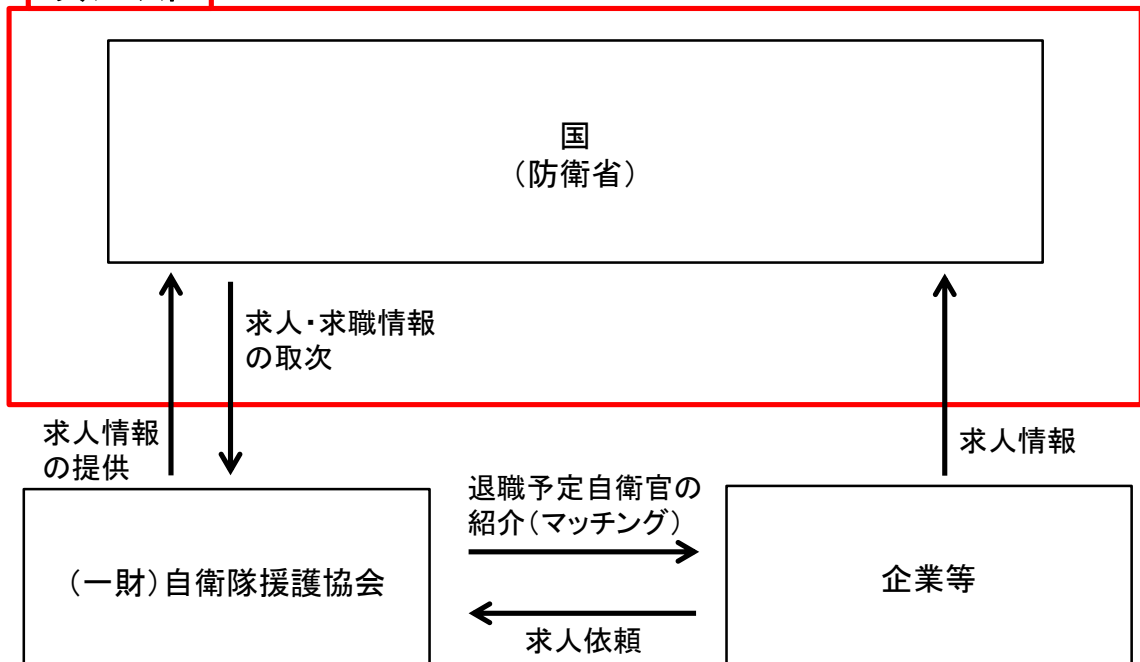 国
(防衛省)
求人・求職情報
の取次
求人情報
の提供
求人情報
退職予定自衛官の
紹介(マッチング)
(一財)自衛隊援護協会
企業等
求人依頼